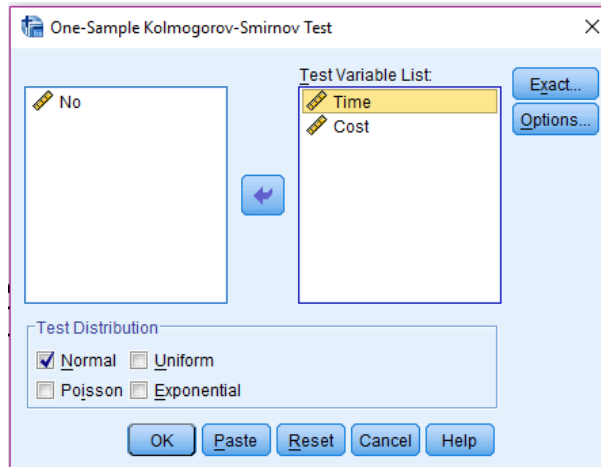 One-Sample Kolmogorov-Smirnov Test
Test Variable List:
No
Time
Cost
Exact...
Options...
Test Distribution
Normal Uniform
Poisson Exponential
OK Paste Reset Cancel Help